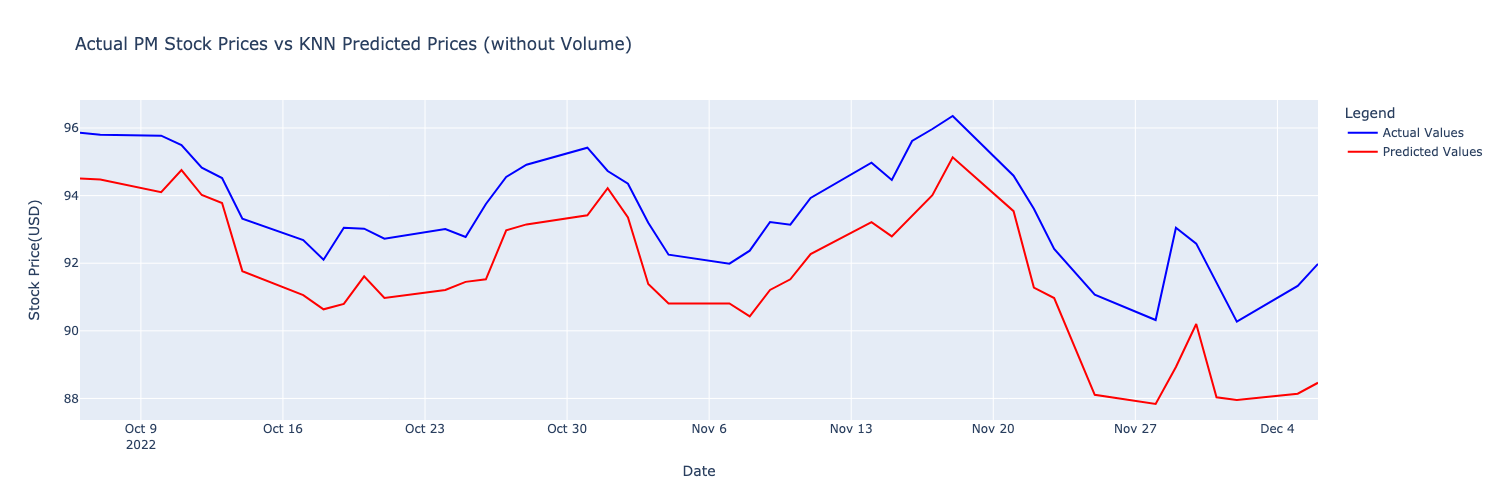 Actual PM Stock Prices vs KNN Predicted Prices (without Volume)
Legend
Actual Values
Predicted Values
Stock Price(USD)
96
94
92
90
88
Oct 9
2022
Oct 16
Oct 23
Oct 30
Nov 6
Nov 13
Nov 20
Nov 27
Dec 4
Date